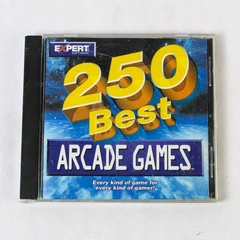 EXPERT
250
Best
ARCADE GAMES
Every kind of game for
every kind of gamer!